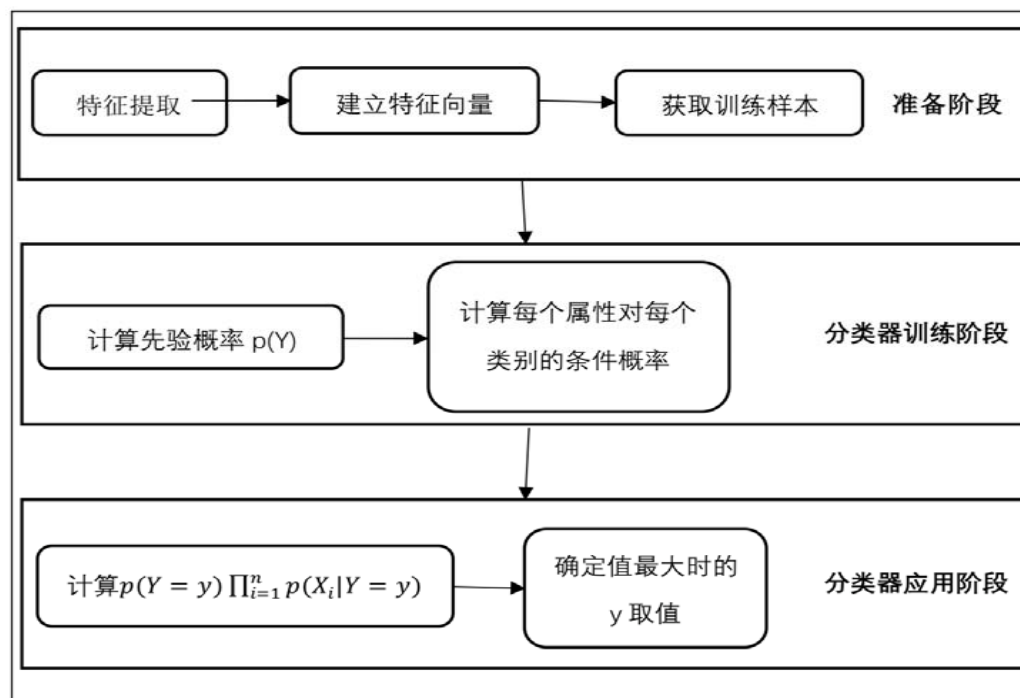 特征提取
建立特征向量
获取训练样本
准备阶段
计算先验概率 p(Y)
计算每个属性对每个
类别的条件概率
分类器训练阶段
计算𝑝(𝑌 = 𝑦) ∏ⁿᵢ₌₁ 𝑝(𝑋ᵢ|𝑌 = 𝑦)
确定值最大时的
y 取值
分类器应用阶段